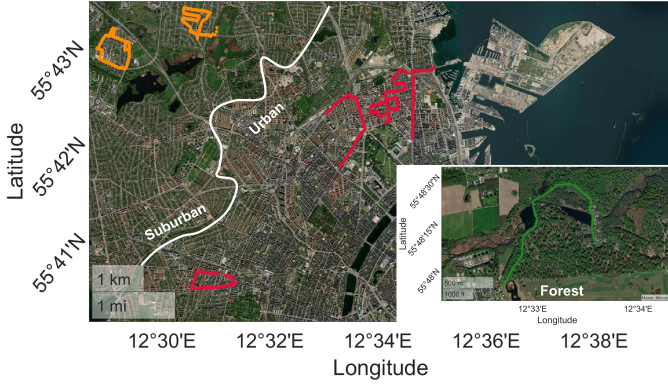 55°43'N
55°42'N
55°41'N
Latitude
Urban
Suburban
1 km
1 mi
12°30'E
12°32'E
12°34'E
12°36'E
12°38'E
Longitude
55°48'30"N
55°48'15"N
55°48'N
Latitude
500 m
1000 ft
Forest
12°33'E
12°34'E
Longitude